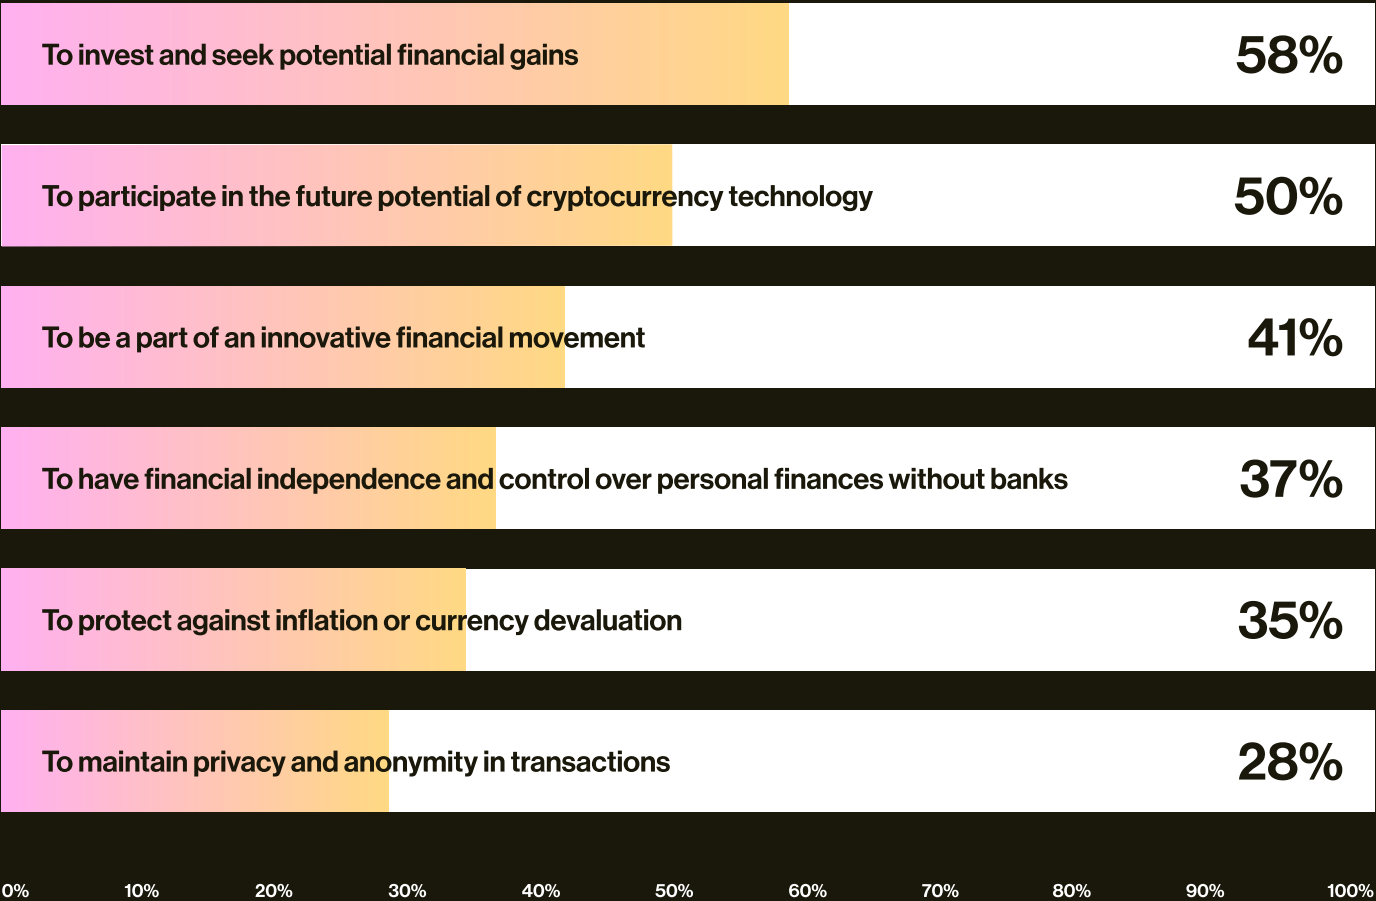 To invest and seek potential financial gains 58%
To participate in the future potential of cryptocurrency technology 50%
To be a part of an innovative financial movement 41%
To have financial independence and control over personal finances without banks 37%
To protect against inflation or currency devaluation 35%
To maintain privacy and anonymity in transactions 28%
0% 10% 20% 30% 40% 50% 60% 70% 80% 90% 100%